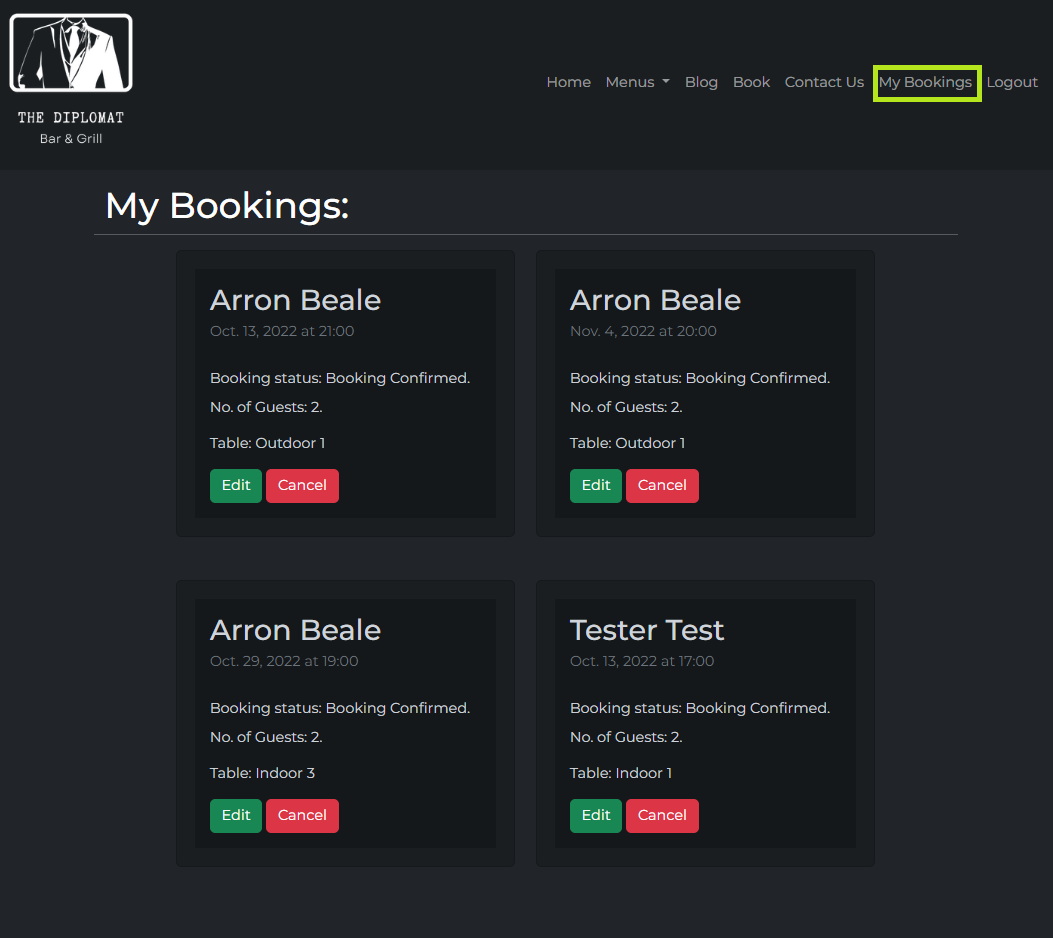 THE DIPLOMAT
Bar & Grill
Home Menus Blog Book Contact Us My Bookings Logout
My Bookings:
Arron Beale
Oct. 13, 2022 at 21:00
Booking status: Booking Confirmed.
No. of Guests: 2.
Table: Outdoor 1
Edit Cancel
Arron Beale
Nov. 4, 2022 at 20:00
Booking status: Booking Confirmed.
No. of Guests: 2.
Table: Outdoor 1
Edit Cancel
Arron Beale
Oct. 29, 2022 at 19:00
Booking status: Booking Confirmed.
No. of Guests: 2.
Table: Indoor 3
Edit Cancel
Tester Test
Oct. 13, 2022 at 17:00
Booking status: Booking Confirmed.
No. of Guests: 2.
Table: Indoor 1
Edit Cancel